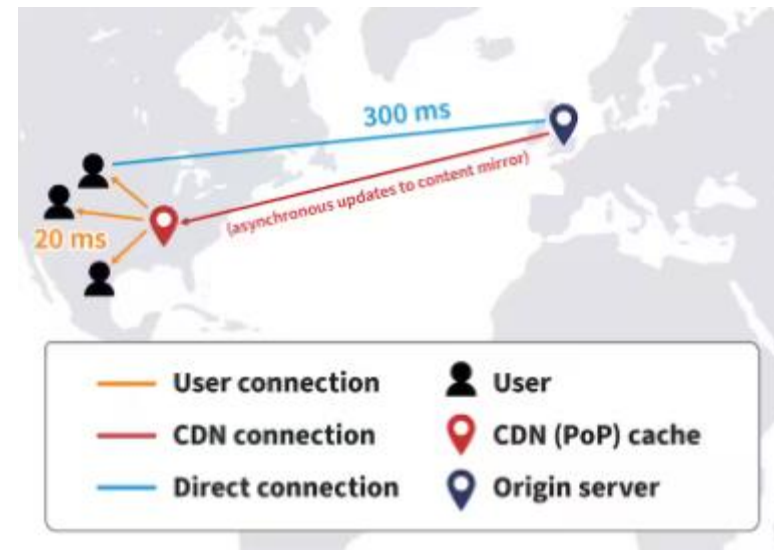 300 ms
(asynchronous updates to content mirror)
20 ms
User connection
User
CDN connection
CDN (PoP) cache
Direct connection
Origin server